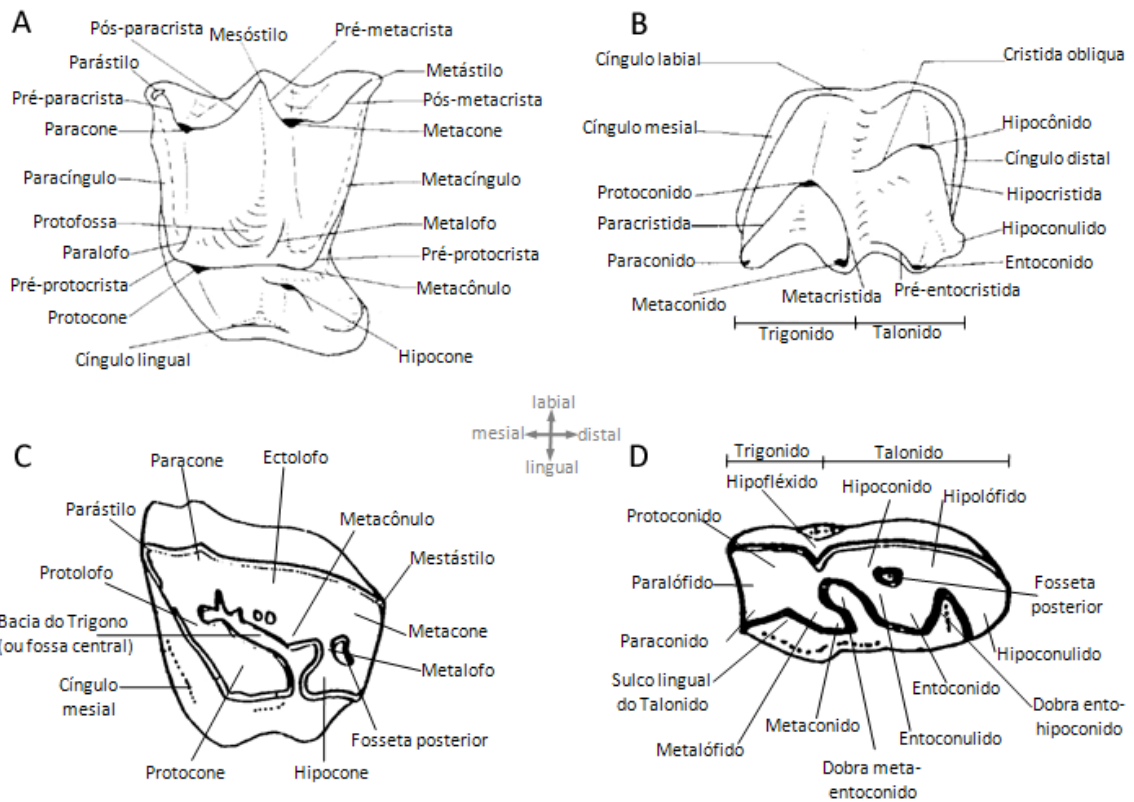 A
Pós-paracrista
Mesóstilo
Pré-metacrista
Parástilo
Metástilo
Pré-paracrista
Pós-metacrista
Paracone
Metacone
Paracíngulo
Metacíngulo
Protofossa
Metalofo
Paralofo
Pré-protocrista
Pré-protocrista
Metacônulo
Protocone
Cíngulo lingual
Hipocone
B
Cíngulo labial
Cristida obliqua
Cíngulo mesial
Hipocônido
Cíngulo distal
Protoconido
Hipocristida
Paracristida
Hipoconulido
Paraconido
Entoconido
Metaconido
Metacristida
Pré-entocristida
Trigonido
Talonido
labial
mesial
distal
lingual
C
Paracone
Ectolofo
Parástilo
Metacônulo
Mestástilo
Protolofo
Bacia do Trigono
(ou fossa central)
Metacone
Metalofo
Cíngulo
mesial
Fosseta posterior
Protocone
Hipocone
D
Trigonido
Talonido
Hipofléxido
Hipoconido
Hipolófido
Protoconido
Paralófido
Fosseta
posterior
Paraconido
Hipoconulido
Sulco lingual
do Talonido
Entoconido
Dobra ento-
hipoconido
Metaconido
Entoconulido
Metalófido
Dobra meta-
entoconido